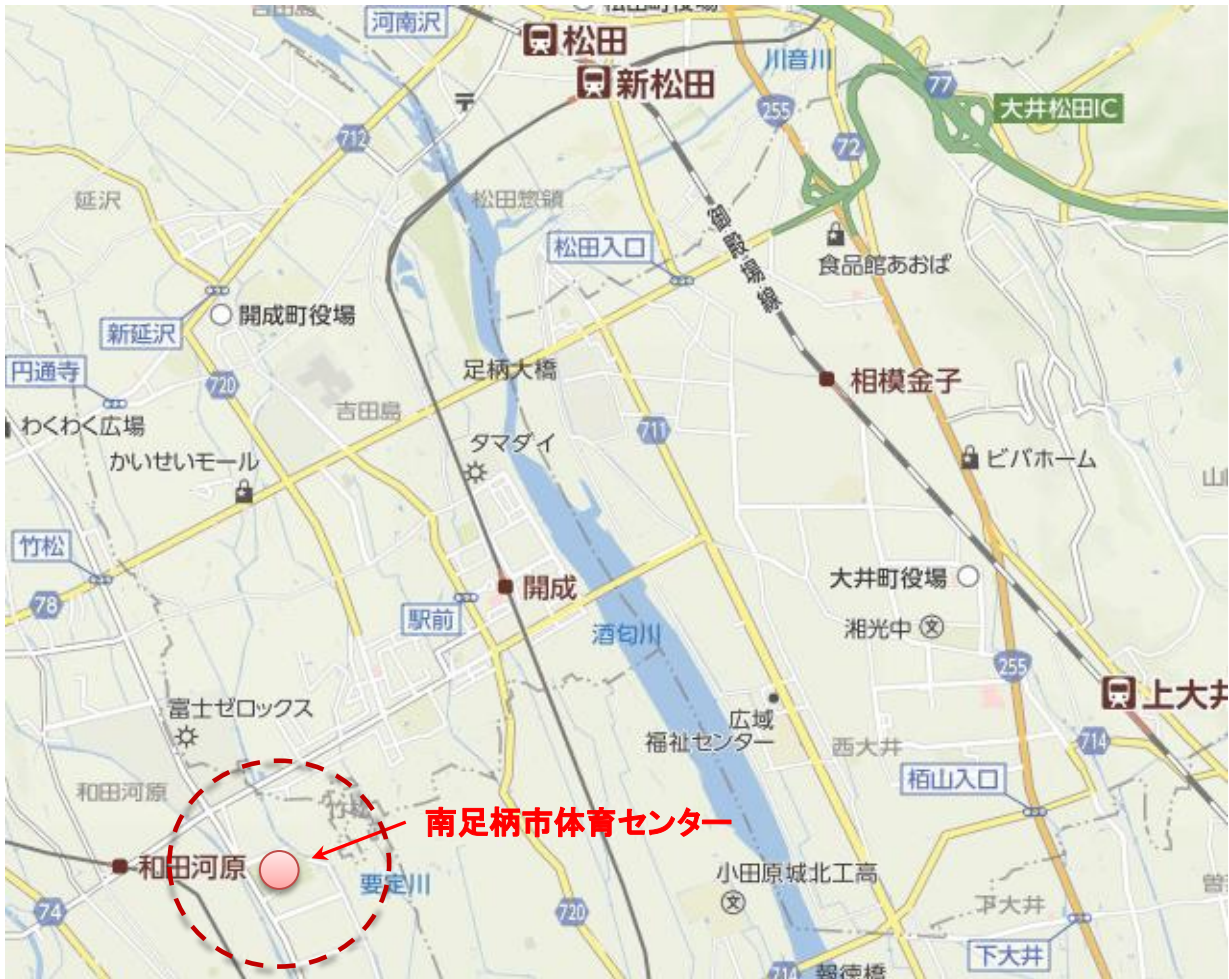 河南沢
松田
新松田
川音川
77
255
大井松田IC
712
72
延沢
松田惣領
御殿場線
松田入口
食品館あおば
開成町役場
新延沢
足柄大橋
円通寺
720
相模金子
吉田島
わくわく広場
711
タマダイ
かいせいモール
ビバホーム
竹松
開成
大井町役場
78
駅前
酒匂川
湘光中
文
255
上大井
富士ゼロックス
広域
福祉センター
西大井
714
和田河原
栢山入口
南足柄市体育センター
和田河原
小田原城北工高
要定川
文
下大井
74
720
下大井
714
報徳橋